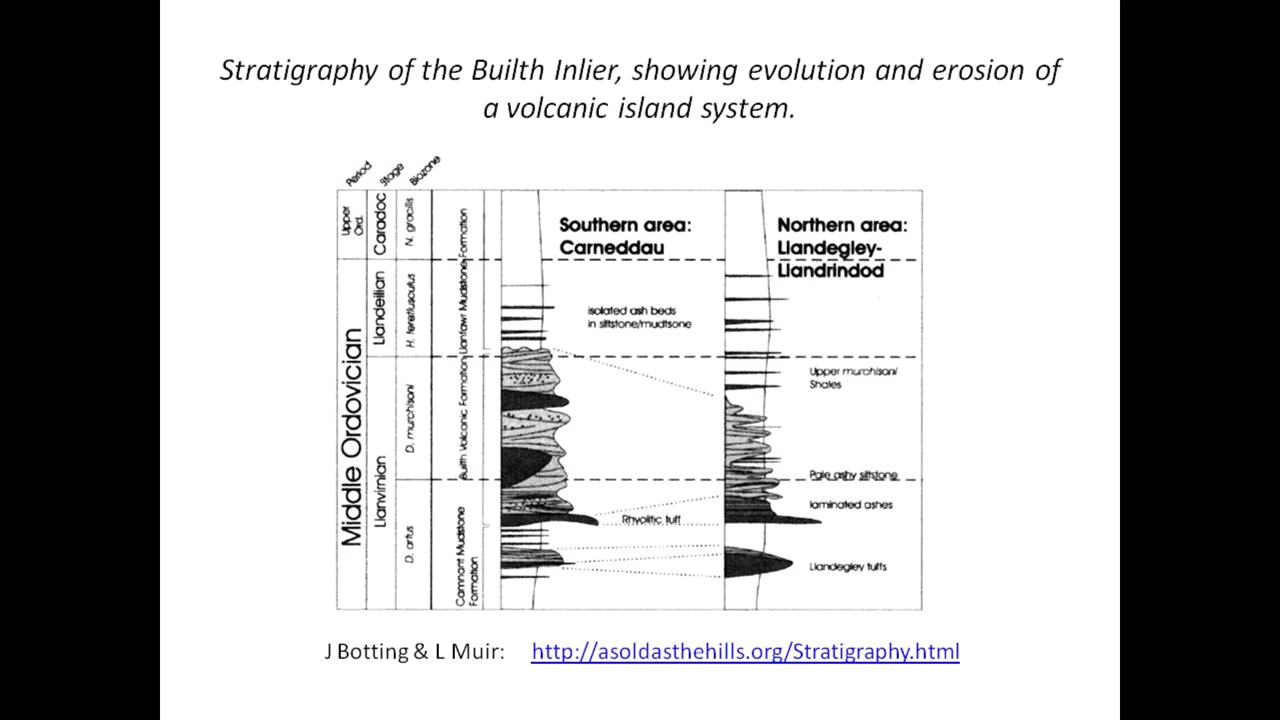 Stratigraphy of the Builth Inlier, showing evolution and erosion of
a volcanic island system.
Period
Stage
Biozone
Upper
Ord.
Middle Ordovician
Caradoc
Llandeilian
Llanvirnian
N. gracilis
H. teretiusculus
D. murchisoni
D. artus
Llanfawr Mudstone Formation
Builth Volcanic Formation
Camnant Mudstone
Formation
Southern area:
Carneddau
isolated ash beds
in siltstone/mudtsone
Rhyolitic tuff
Northern area:
Llandegley-
Llandrindod
Upper murchisoni
Shales
Pale ashy siltstone
laminated ashes
Llandegley tuffs
J Botting & L Muir: http://asoldasthehills.org/Stratigraphy.html